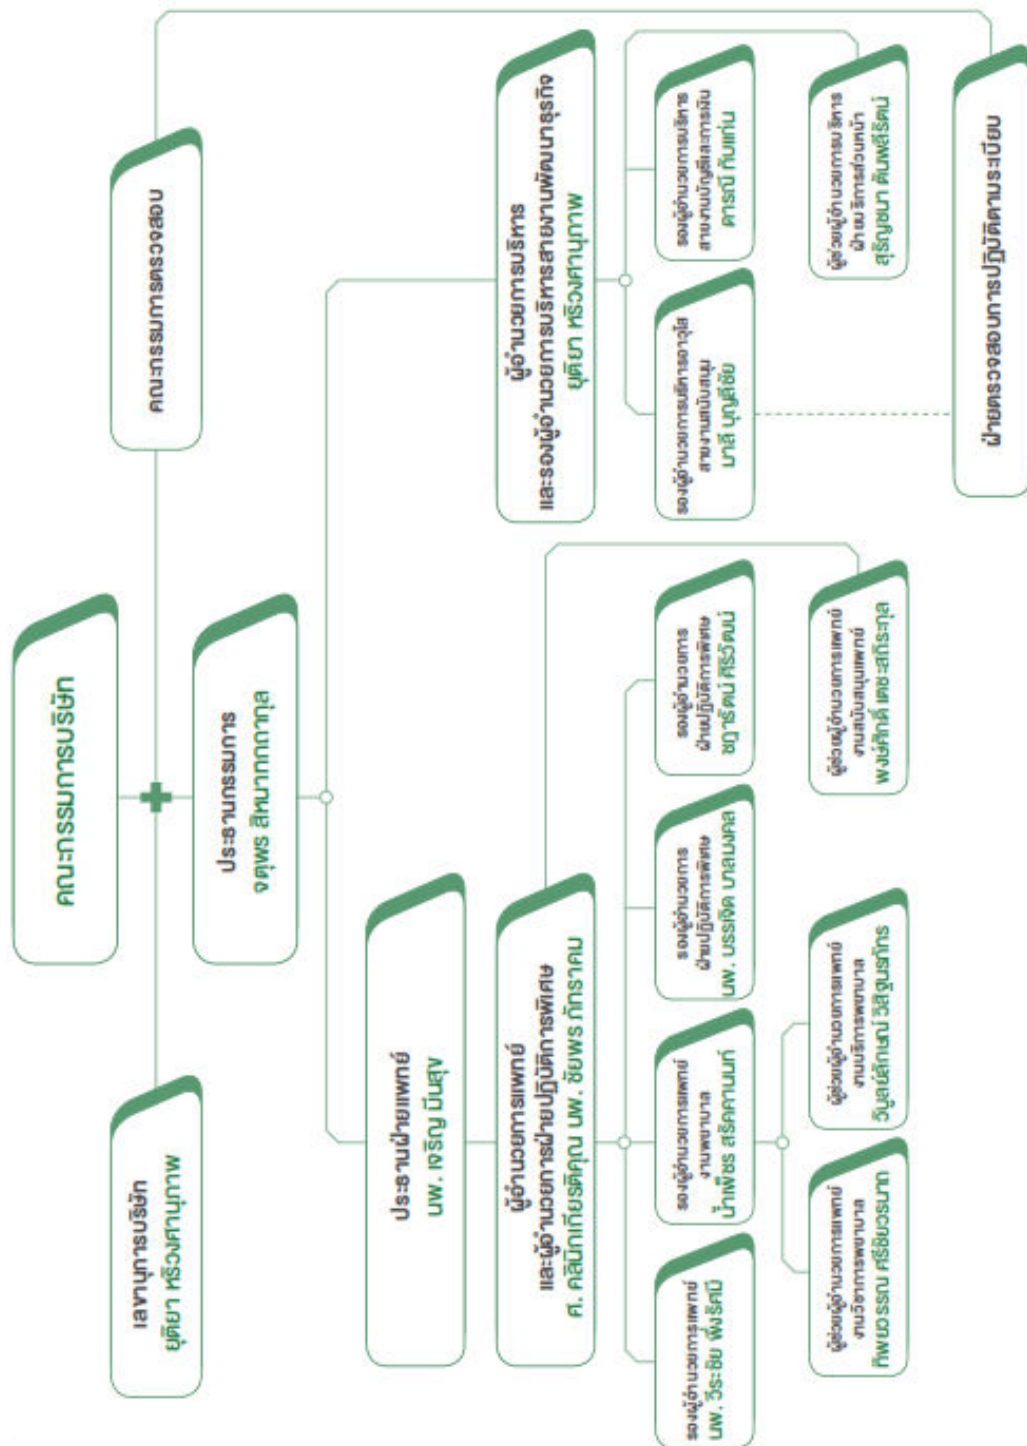 คณะกรรมการบริษัท
เลขานุการบริษัท
ยุติยา หริวงศานุภาพ
คณะกรรมการตรวจสอบ
ประธานกรรมการ
จตุพร สิหนาทกถากุล
ประธานฝ่ายแพทย์
นพ. เจริญ มีนสุข
ผู้อำนวยการแพทย์
และผู้อำนวยการฝ่ายปฏิบัติการพิเศษ
ศ. คลินิกเกียรติคุณ นพ. ชัยพร ภัทราคม
ผู้อำนวยการบริหาร
และรองผู้อำนวยการบริหารสายงานพัฒนาธุรกิจ
ยุติยา หริวงศานุภาพ
รองผู้อำนวยการแพทย์
นพ. วีระชัย พึ่งรัศมี
รองผู้อำนวยการแพทย์
งานพยาบาล
น้ำเพ็ชร สริคคานนท์
รองผู้อำนวยการ
ฝ่ายปฏิบัติการพิเศษ
นพ. บรรเจิด มาลมงคล
รองผู้อำนวยการ
ฝ่ายปฏิบัติการพิเศษ
ชฎารัตน์ ศิริวัฒน์
รองผู้อำนวยการบริหารอาวุโส
สายงานสนับสนุน
มาลี บุญลีชัย
รองผู้อำนวยการบริหาร
สายงานบัญชีและการเงิน
ดารณี กันแก่น
ผู้ช่วยผู้อำนวยการแพทย์
งานวิชาการพยาบาล
ทิพยวรรณ ศรีชัยวรนาถ
ผู้ช่วยผู้อำนวยการแพทย์
งานบริการพยาบาล
วิบูลย์ลักษณ์ วิสิฐนรภัทร
ผู้ช่วยผู้อำนวยการแพทย์
งานสนับสนุนแพทย์
พงษ์ศักดิ์ เตชะสถิระกุล
ผู้ช่วยผู้อำนวยการบริหาร
ฝ่ายบริการส่วนหน้า
สุริญชนา ตันพลีรัตน์
ฝ่ายตรวจสอบการปฏิบัติตามระเบียบ